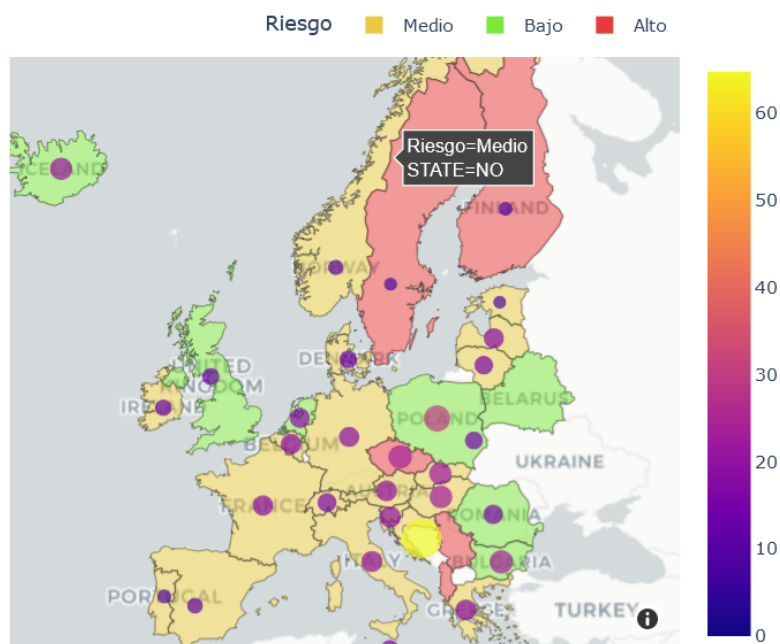 Riesgo Medio Bajo Alto
ICELAND
Riesgo=Medio
STATE=NO
FINLAND
NORWAY
DENMARK
UNITED
KINGDOM
IRELAND
BELARUS
POLAND
BELGIUM
UKRAINE
AUSTRIA
FRANCE
ROMANIA
ITALY
BULGARIA
PORTUGAL
GREECE
TURKEY
i
60
50
40
30
20
10
0